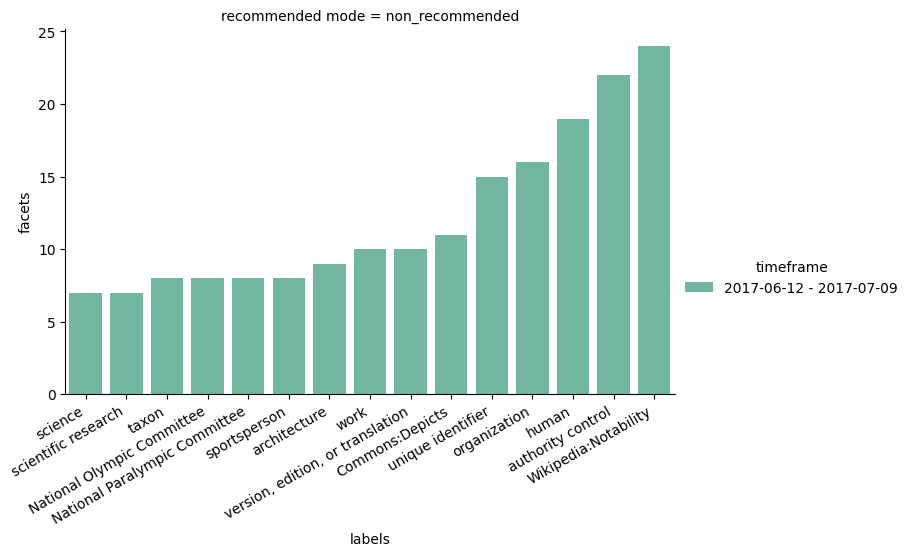 recommended mode = non_recommended
25
20
15
10
5
0
facets
science
scientific research
taxon
National Olympic Committee
National Paralympic Committee
sportsperson
architecture
work
version, edition, or translation
Commons:Depicts
unique identifier
organization
human
authority control
Wikipedia:Notability
labels
timeframe
2017-06-12 - 2017-07-09